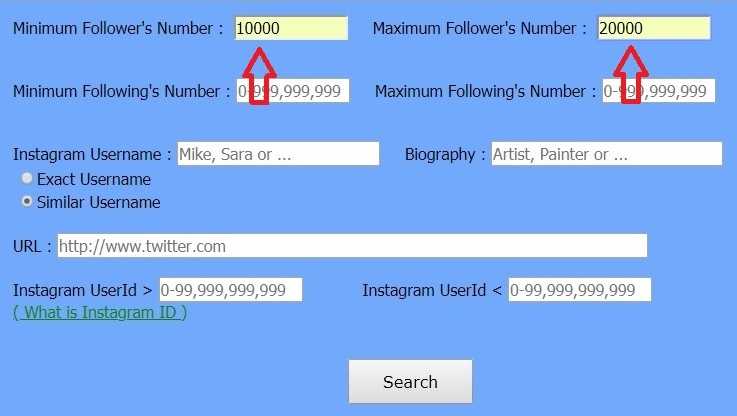 Minimum Follower's Number : 10000 Maximum Follower's Number : 20000
Minimum Following's Number : 0-999,999,999 Maximum Following's Number : 0-999,999,999
Instagram Username : Mike, Sara or ... Biography : Artist, Painter or ...
Exact Username
Similar Username
URL : http://www.twitter.com
Instagram UserId > 0-99,999,999,999 Instagram UserId < 0-99,999,999,999
( What is Instagram ID )
Search